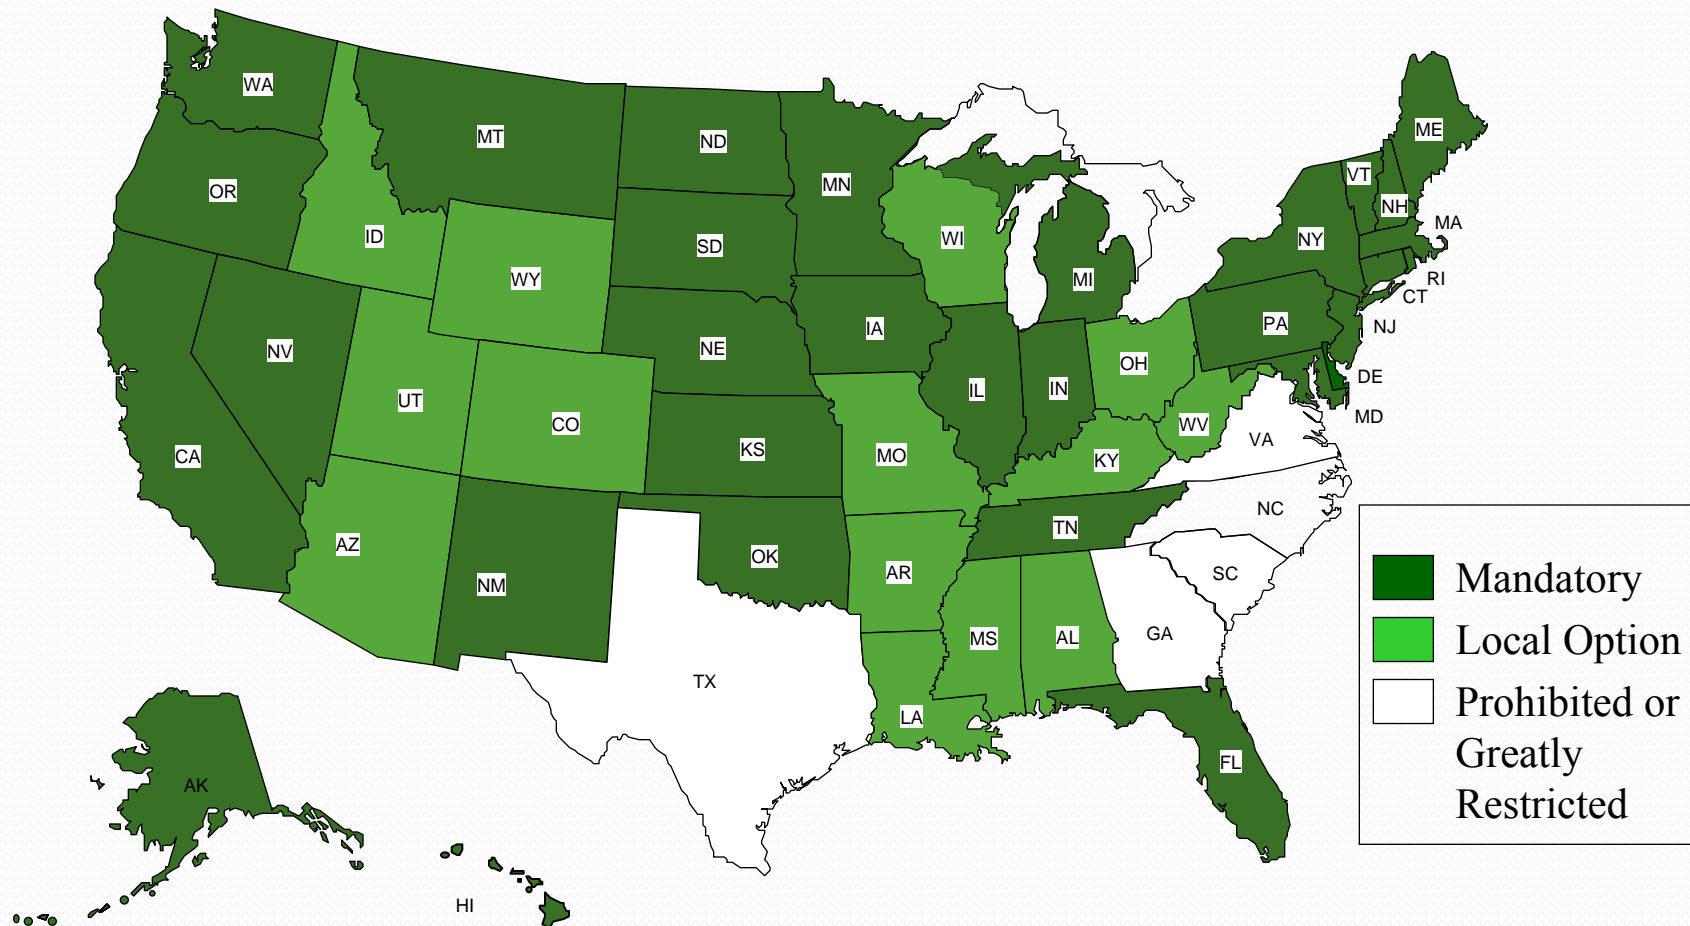 WA
MT
ND
MN
ME
VT
NH
MA
OR
ID
SD
WI
NY
WY
MI
RI
CT
IA
PA
NJ
NV
NE
OH
DE
UT
IL
IN
MD
CO
WV
CA
KS
MO
KY
VA
NC
AZ
OK
TN
NM
AR
SC
MS
AL
GA
TX
LA
FL
AK
HI
Mandatory
Local Option
Prohibited or
Greatly
Restricted